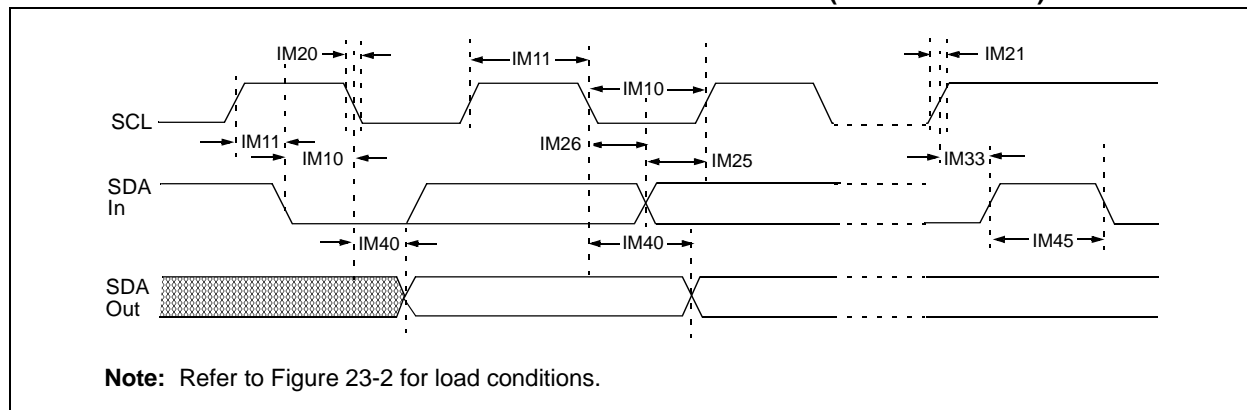 IM20
IM11
IM10
IM21
SCL
IM11
IM10
IM26
IM25
IM33
SDA
In
IM40
IM40
IM45
SDA
Out
Note: Refer to Figure 23-2 for load conditions.